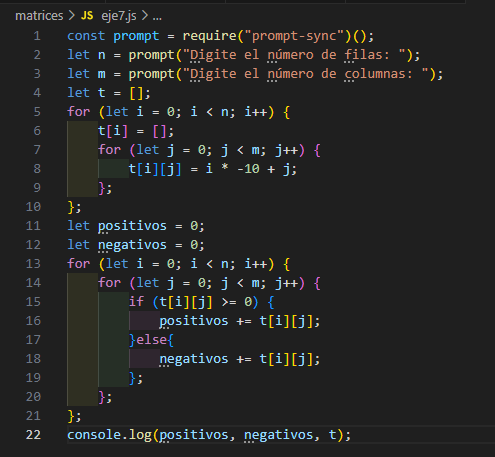 matrices > JS eje7.js > ...
1 const prompt = require("prompt-sync")();
2 let n = prompt("Digite el número de filas: ");
3 let m = prompt("Digite el número de columnas: ");
4 let t = [];
5 for (let i = 0; i < n; i++) {
6     t[i] = [];
7     for (let j = 0; j < m; j++) {
8         t[i][j] = i * -10 + j;
9     };
10 };
11 let positivos = 0;
12 let negativos = 0;
13 for (let i = 0; i < n; i++) {
14     for (let j = 0; j < m; j++) {
15         if (t[i][j] >= 0) {
16             positivos += t[i][j];
17         }else{
18             negativos += t[i][j];
19         };
20     };
21 };
22 console.log(positivos, negativos, t);